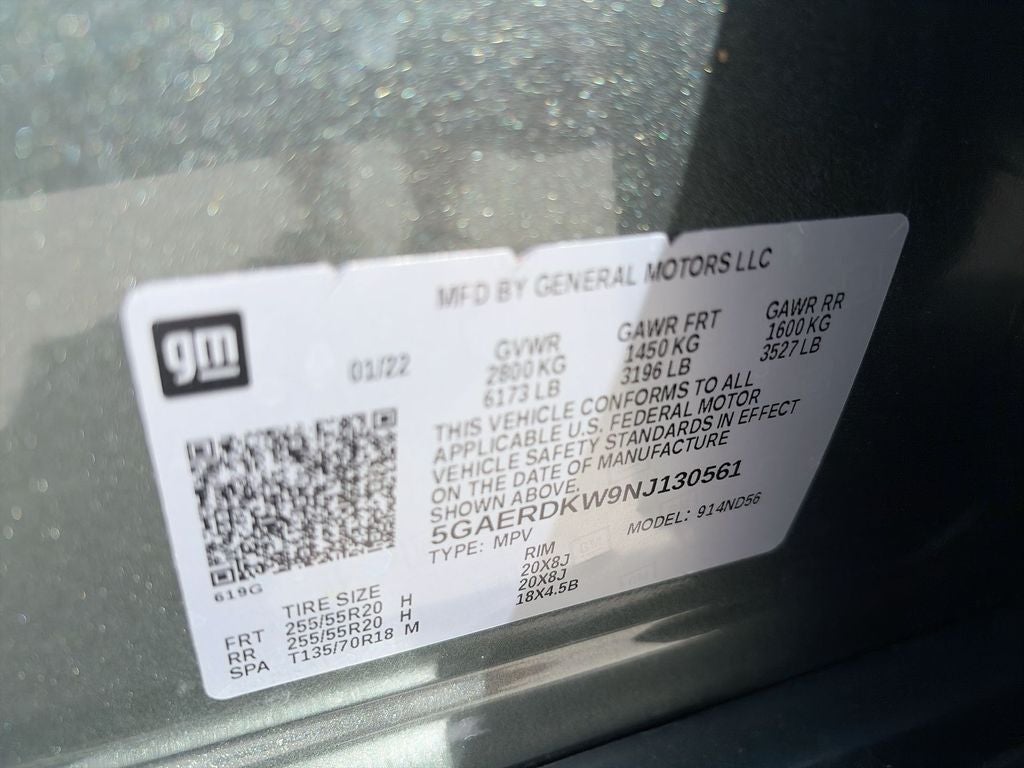 gm
MFD BY GENERAL MOTORS LLC
01/22
GVWR
2800 KG
6173 LB
GAWR FRT
1450 KG
3196 LB
GAWR RR
1600 KG
3527 LB
THIS VEHICLE CONFORMS TO ALL
APPLICABLE U.S. FEDERAL MOTOR
VEHICLE SAFETY STANDARDS IN EFFECT
ON THE DATE OF MANUFACTURE
SHOWN ABOVE.
5GAERDKW9NJ130561
TYPE: MPV
MODEL: 914ND56
619G
TIRE SIZE RIM
FRT 255/55R20 H 20X8J
RR 255/55R20 H 20X8J
SPA T135/70R18 M 18X4.5B